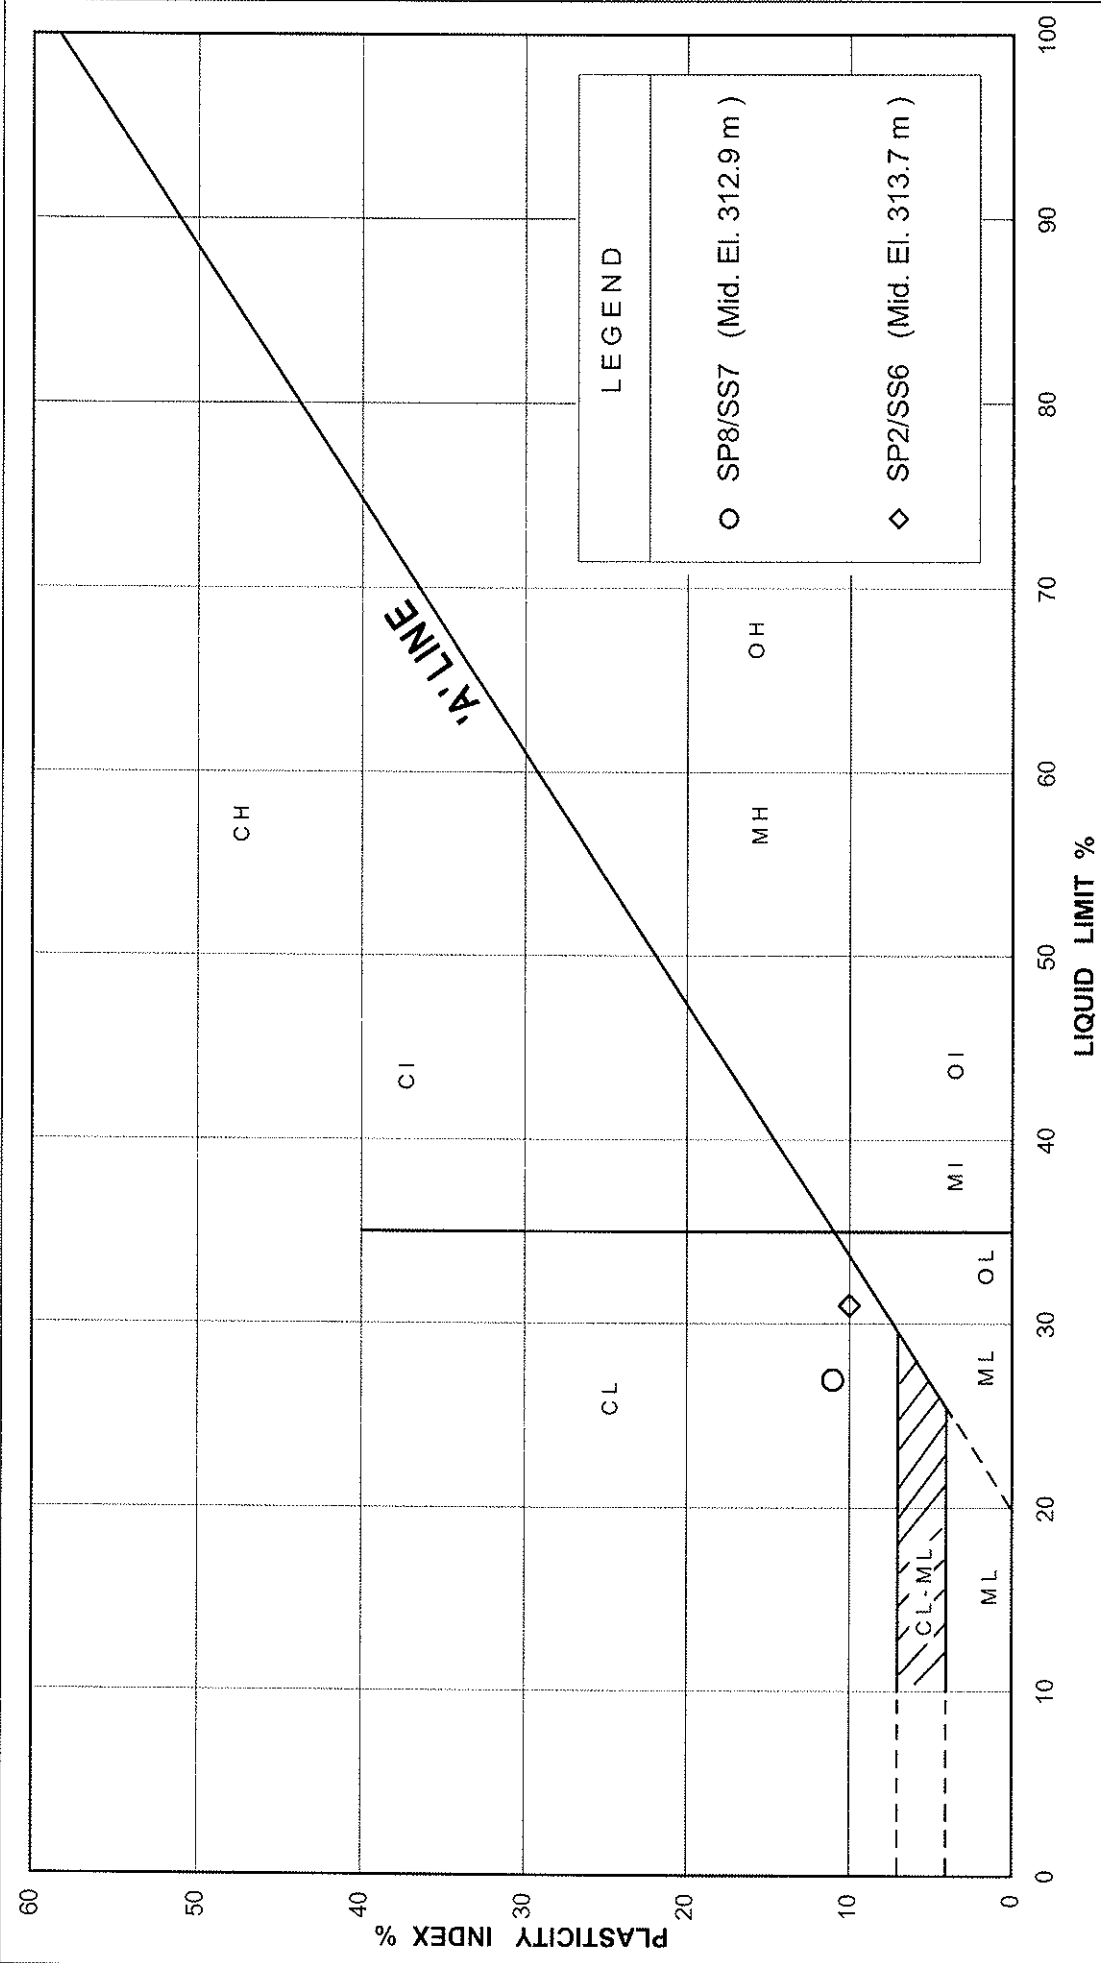 60
50
40
30
20
10
0
PLASTICITY INDEX %
CH
CI
CL
'A' LINE
LEGEND
SP8/SS7 (Mid. El. 312.9 m )
SP2/SS6 (Mid. El. 313.7 m )
MH
OH
CL-ML
ML
ML
OL
MI
OI
0
10
20
30
40
50
60
70
80
90
100
LIQUID LIMIT %